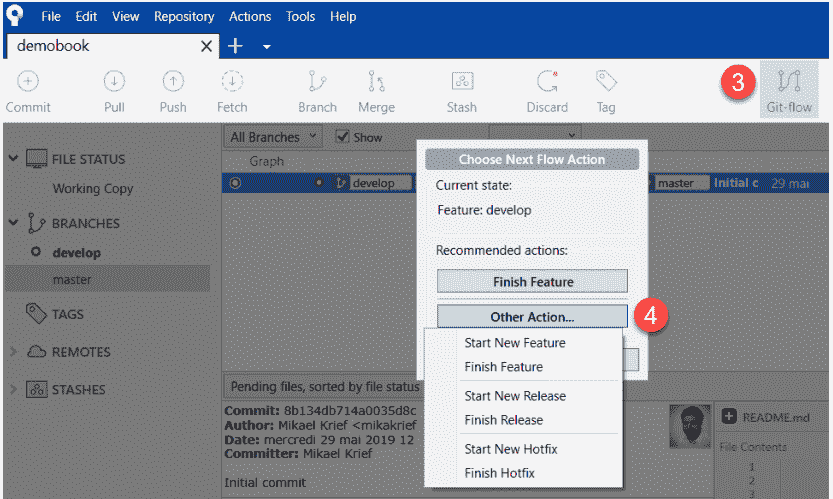 File Edit View Repository Actions Tools Help
demobook
Commit Pull Push Fetch Branch Merge Stash Discard Tag 3 Git-flow
All Branches Show
FILE STATUS
Working Copy
BRANCHES
develop
master
TAGS
REMOTES
STASHES
Graph
develop master Initial c 29 mai
Choose Next Flow Action
Current state:
Feature: develop
Recommended actions:
Finish Feature
Other Action... 4
Start New Feature
Finish Feature
Start New Release
Finish Release
Start New Hotfix
Finish Hotfix
Pending files, sorted by file status
Commit: 8b134db714a0035d8c
Author: Mikael Krief <mikakrief
Date: mercredi 29 mai 2019 12
Committer: Mikael Krief
Initial commit
README.md
File Contents
1
2